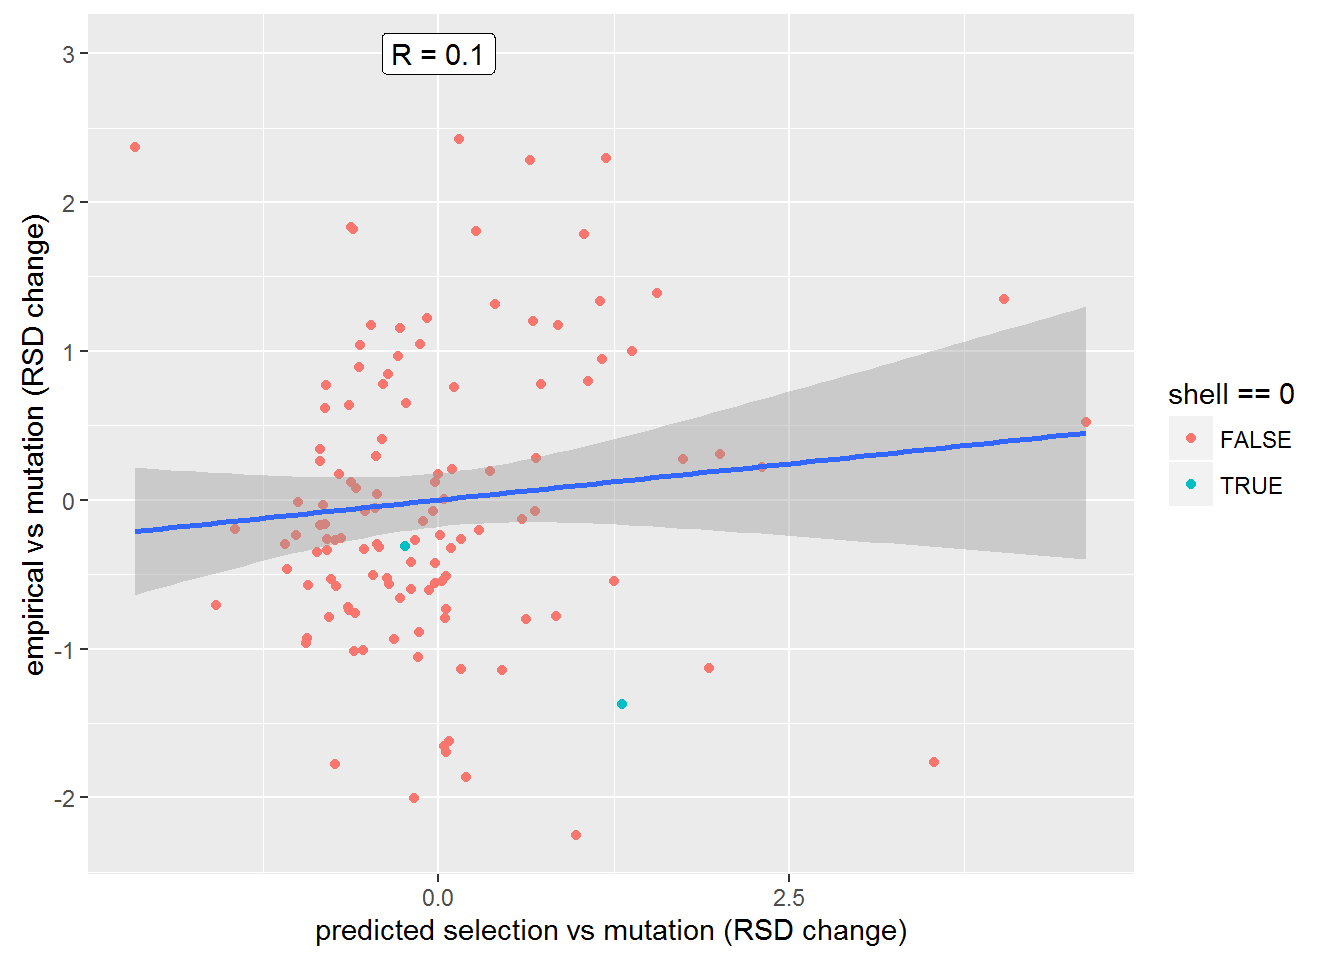 R = 0.1
3
2
1
0
-1
-2
empirical vs mutation (RSD change)
0.0
2.5
predicted selection vs mutation (RSD change)
shell == 0
FALSE
TRUE